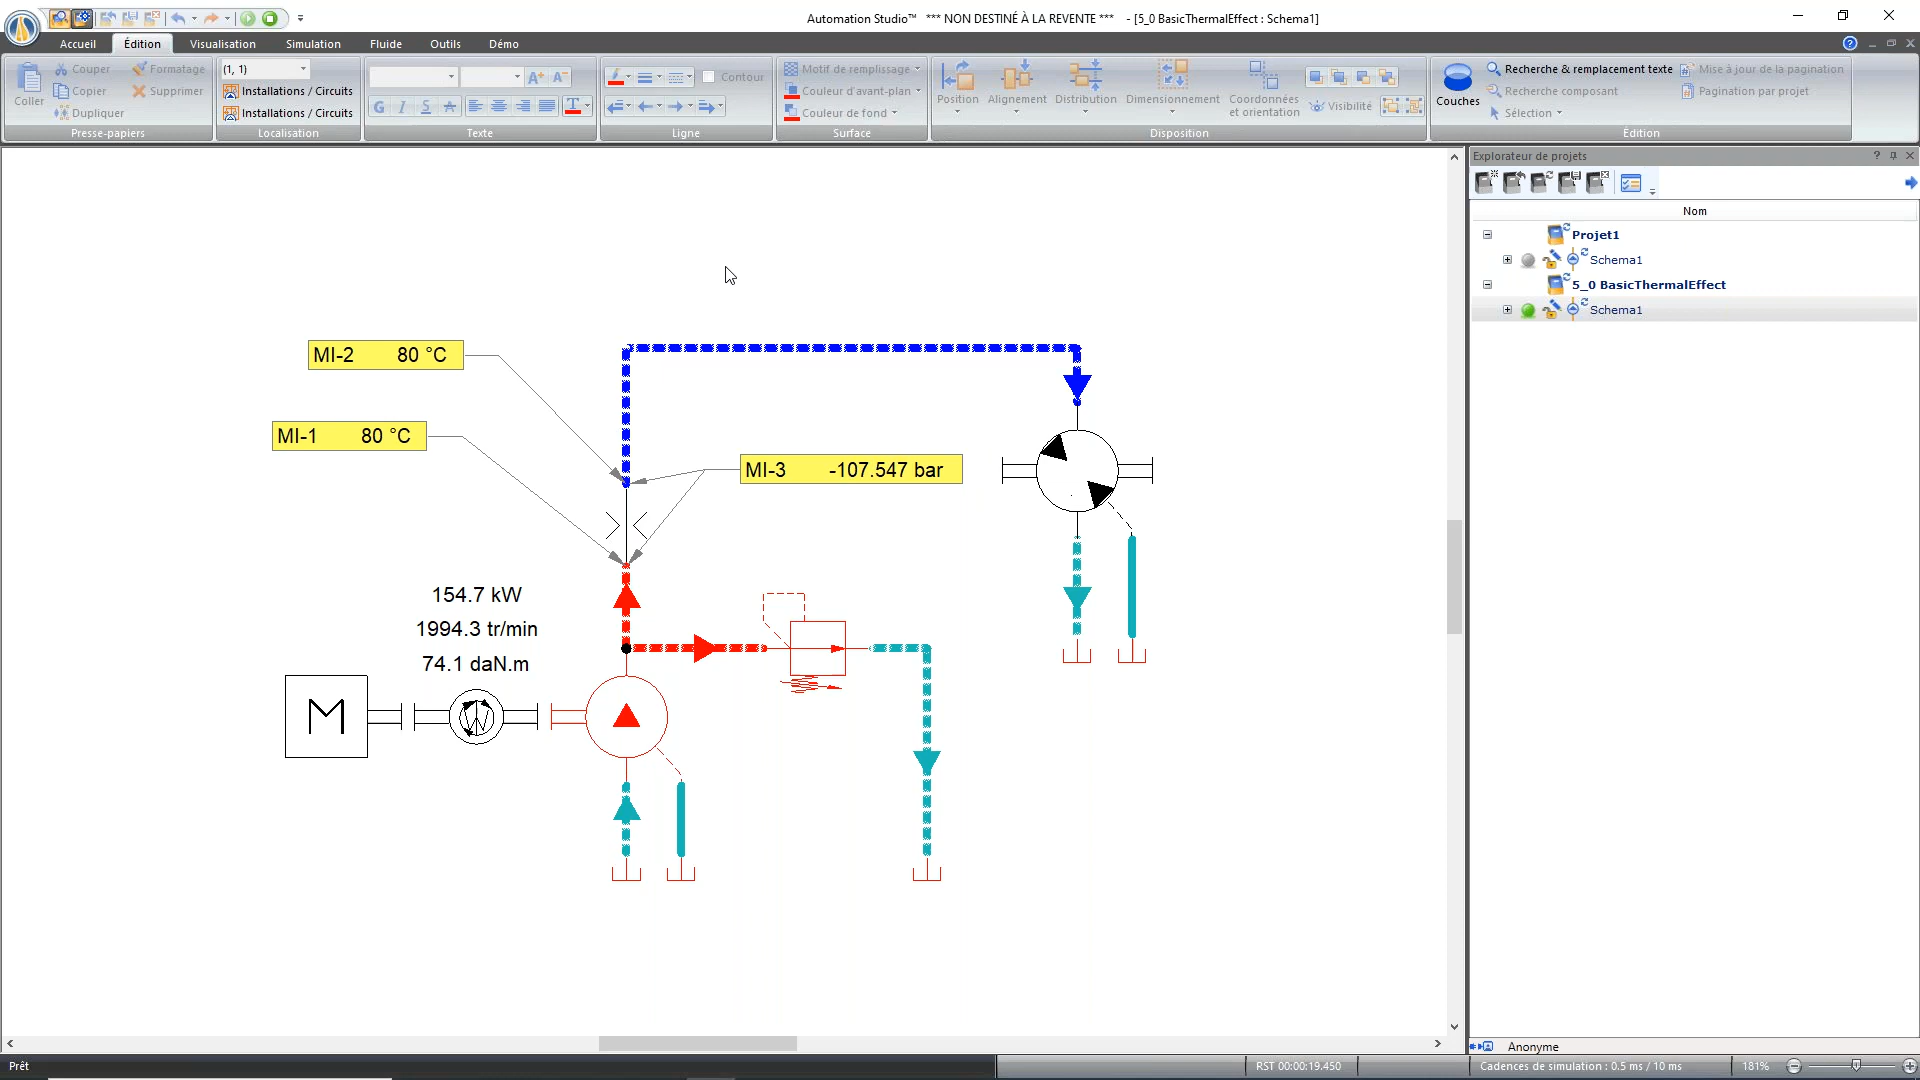 Automation Studio™ *** NON DESTINÉ À LA REVENTE *** - [5_0 BasicThermalEffect : Schema1]
Accueil Édition Visualisation Simulation Fluide Outils Démo
Coller
Couper
Copier
Dupliquer
Formatage
Supprimer
Presse-papiers
(1, 1)
Installations / Circuits
Installations / Circuits
Localisation
G I S A T
Texte
Contour
Ligne
Motif de remplissage
Couleur d'avant-plan
Couleur de fond
Surface
Position
Alignement
Distribution
Dimensionnement
Coordonnées et orientation
Visibilité
Disposition
Couches
Recherche & remplacement texte
Recherche composant
Sélection
Mise à jour de la pagination
Pagination par projet
Édition
Explorateur de projets
Nom
Projet1
Schema1
5_0 BasicThermalEffect
Schema1
MI-2 80 °C
MI-1 80 °C
MI-3 -107.547 bar
154.7 kW
1994.3 tr/min
74.1 daN.m
M
Anonyme
Prêt
RST 00:00:19.450
Cadences de simulation : 0.5 ms / 10 ms
181%